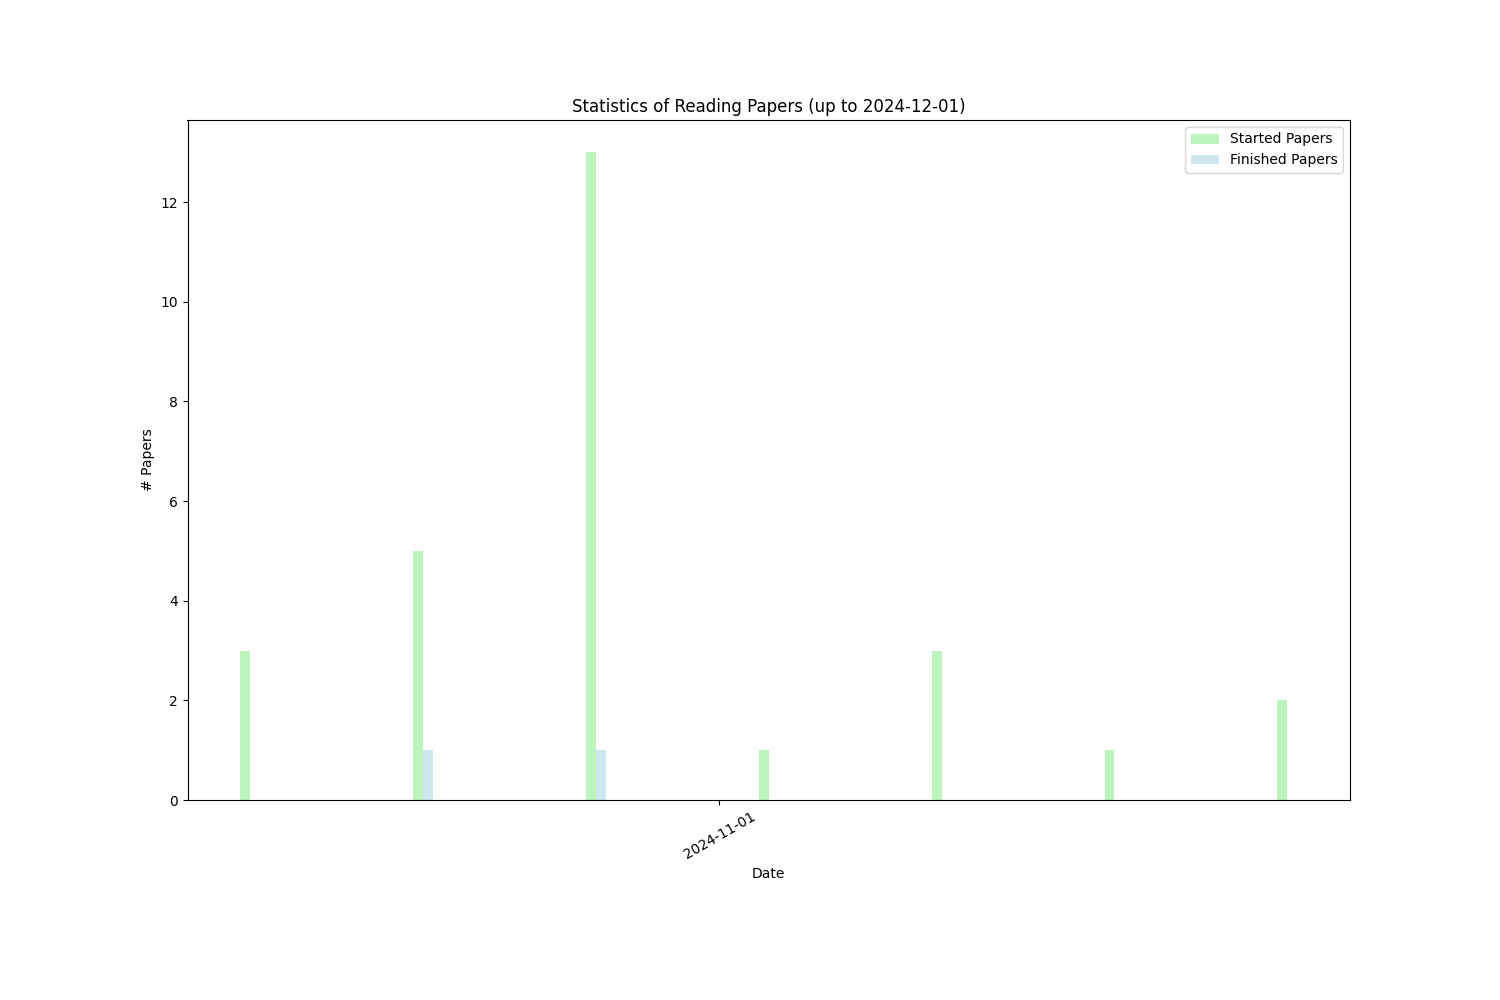 Statistics of Reading Papers (up to 2024-12-01)
Started Papers
Finished Papers
12
10
8
6
4
2
0
# Papers
2024-11-01
Date